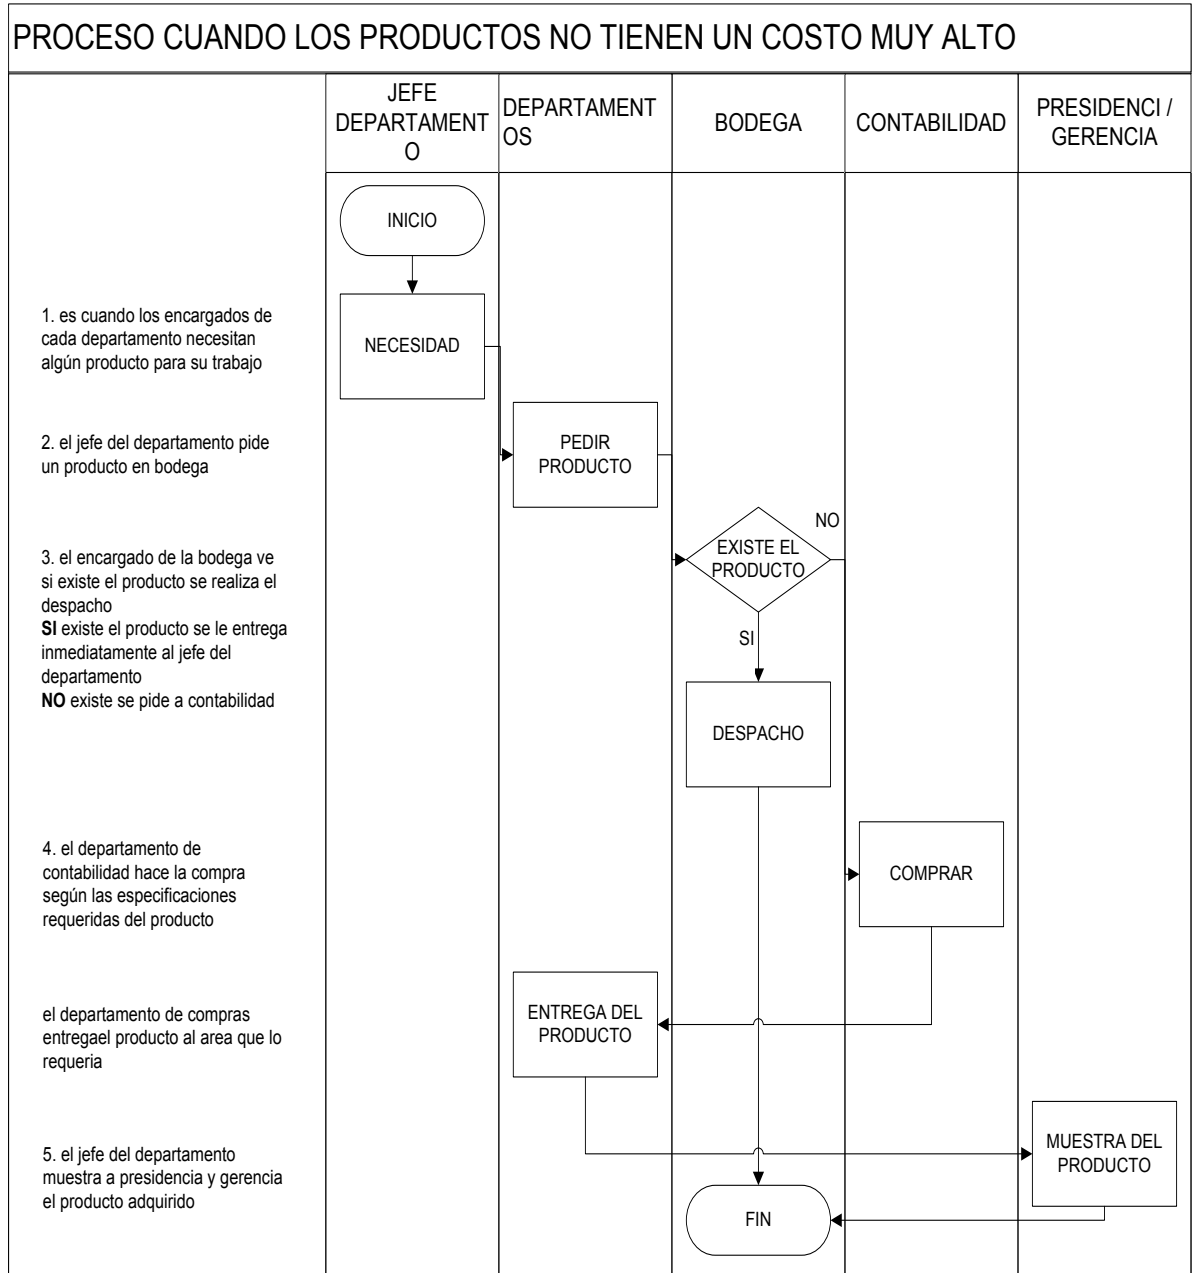 PROCESO CUANDO LOS PRODUCTOS NO TIENEN UN COSTO MUY ALTO
JEFE
DEPARTAMENT
O
DEPARTAMENT
OS
BODEGA
CONTABILIDAD
PRESIDENCI /
GERENCIA
INICIO
1. es cuando los encargados de
cada departamento necesitan
algún producto para su trabajo
NECESIDAD
2. el jefe del departamento pide
un producto en bodega
PEDIR
PRODUCTO
3. el encargado de la bodega ve
si existe el producto se realiza el
despacho
SI existe el producto se le entrega
inmediatamente al jefe del
departamento
NO existe se pide a contabilidad
EXISTE EL
PRODUCTO
NO
SI
DESPACHO
4. el departamento de
contabilidad hace la compra
según las especificaciones
requeridas del producto
COMPRAR
el departamento de compras
entregael producto al area que lo
requeria
ENTREGA DEL
PRODUCTO
5. el jefe del departamento
muestra a presidencia y gerencia
el producto adquirido
MUESTRA DEL
PRODUCTO
FIN